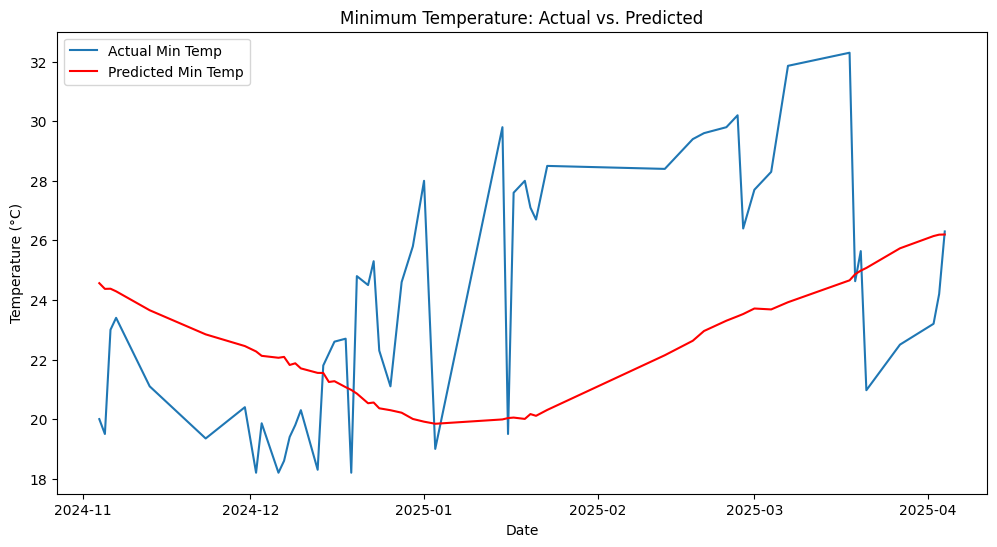 Minimum Temperature: Actual vs. Predicted
Actual Min Temp
Predicted Min Temp
Temperature (°C)
32
30
28
26
24
22
20
18
2024-11
2024-12
2025-01
2025-02
2025-03
2025-04
Date